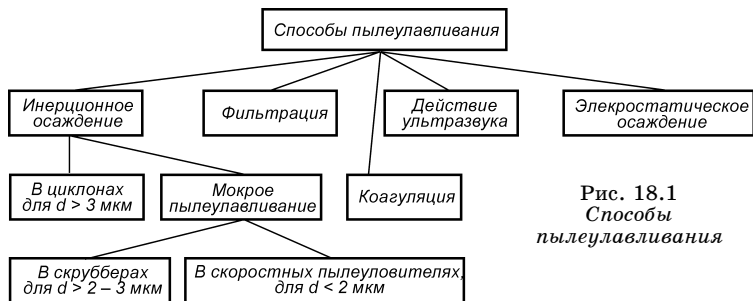 Способы пылеулавливания
Инерционное
осаждение
Фильтрация
Действие
ультразвука
Элекростатическое
осаждение
В циклонах
для d > 3 мкм
Мокрое
пылеулавливание
Коагуляция
Рис. 18.1
Способы
пылеулавливания
В скрубберах
для d > 2 – 3 мкм
В скоростных пылеуловителях,
для d < 2 мкм